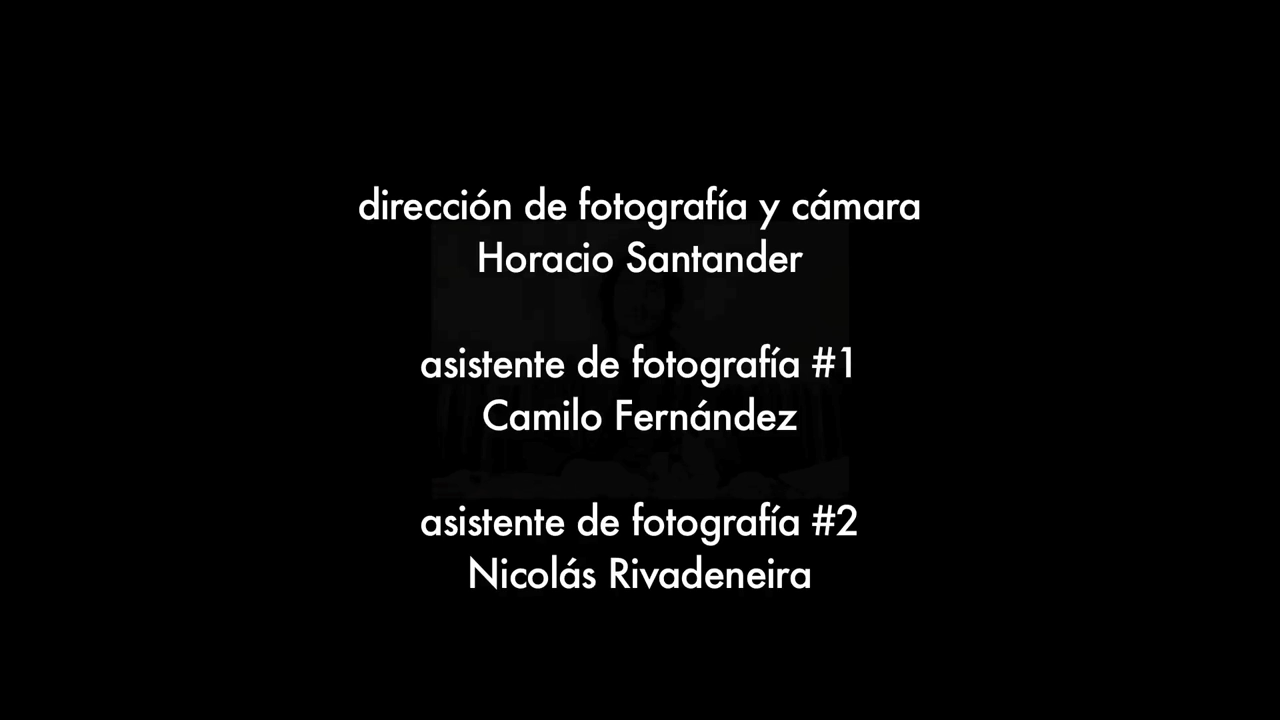 dirección de fotografía y cámara
Horacio Santander
asistente de fotografía #1
Camilo Fernández
asistente de fotografía #2
Nicolás Rivadeneira